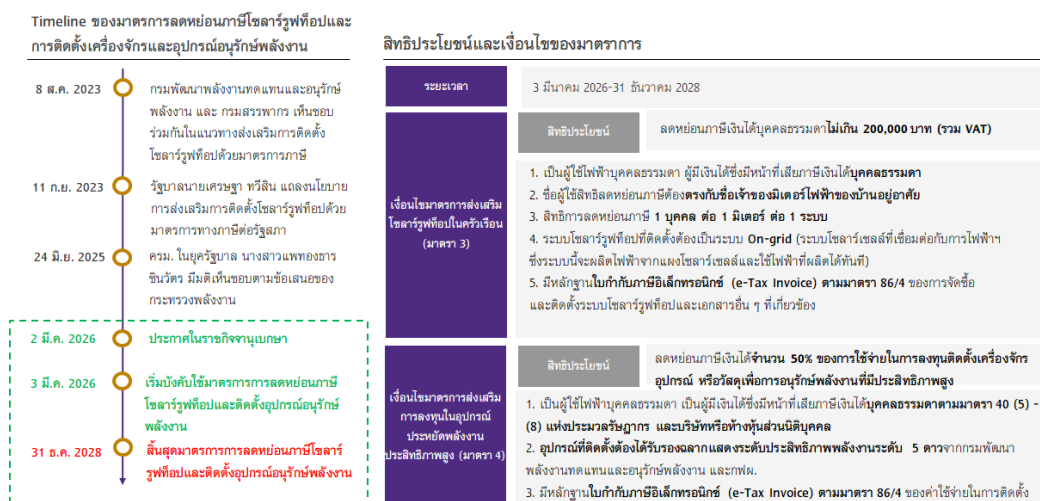 Timeline ของมาตรการลดหย่อนภาษีโซลาร์รูฟท็อปและ
การติดตั้งเครื่องจักรและอุปกรณ์อนุรักษ์พลังงาน
8 ส.ค. 2023
กรมพัฒนาพลังงานทดแทนและอนุรักษ์
พลังงาน และ กรมสรรพากร เห็นชอบ
ร่วมกันในแนวทางส่งเสริมการติดตั้ง
โซลาร์รูฟท็อปด้วยมาตรการภาษี
11 ก.ย. 2023
รัฐบาลนายเศรษฐา ทวีสิน แถลงนโยบาย
การส่งเสริมการติดตั้งโซลาร์รูฟท็อปด้วย
มาตรการทางภาษีต่อรัฐสภา
24 มิ.ย. 2025
ครม. ในยุครัฐบาล นางสาวแพทองธาร
ชินวัตร มีมติเห็นชอบตามข้อเสนอของ
กระทรวงพลังงาน
2 มี.ค. 2026
ประกาศในราชกิจจานุเบกษา
3 มี.ค. 2026
เริ่มบังคับใช้มาตรการการลดหย่อนภาษี
โซลาร์รูฟท็อปและติดตั้งอุปกรณ์อนุรักษ์
พลังงาน
31 ธ.ค. 2028
สิ้นสุดมาตรการการลดหย่อนภาษีโซลาร์
รูฟท็อปและติดตั้งอุปกรณ์อนุรักษ์พลังงาน
สิทธิประโยชน์และเงื่อนไขของมาตราการ
ระยะเวลา
3 มีนาคม 2026-31 ธันวาคม 2028
เงื่อนไขมาตรการส่งเสริม
โซลาร์รูฟท็อปในครัวเรือน
(มาตรา 3)
สิทธิประโยชน์
ลดหย่อนภาษีเงินได้บุคคลธรรมดาไม่เกิน 200,000 บาท (รวม VAT)
1. เป็นผู้ใช้ไฟฟ้าบุคคลธรรมดา ผู้มีเงินได้ซึ่งมีหน้าที่เสียภาษีเงินได้บุคคลธรรมดา
2. ชื่อผู้ใช้สิทธิลดหย่อนภาษีต้องตรงกับชื่อเจ้าของมิเตอร์ไฟฟ้าของบ้านอยู่อาศัย
3. สิทธิการลดหย่อนภาษี 1 บุคคล ต่อ 1 มิเตอร์ ต่อ 1 ระบบ
4. ระบบโซลาร์รูฟท็อปที่ติดตั้งต้องเป็นระบบ On-grid (ระบบโซลาร์เซลล์ที่เชื่อมต่อกับการไฟฟ้าฯ
ซึ่งระบบนี้จะผลิตไฟฟ้าจากแผงโซลาร์เซลล์และใช้ไฟฟ้าที่ผลิตได้ทันที)
5. มีหลักฐานใบกำกับภาษีอิเล็กทรอนิกซ์ (e-Tax Invoice) ตามมาตรา 86/4 ของการจัดซื้อ
และติดตั้งระบบโซลาร์รูฟท็อปและเอกสารอื่น ๆ ที่เกี่ยวข้อง
เงื่อนไขมาตรการส่งเสริม
การลงทุนในอุปกรณ์
ประหยัดพลังงาน
ประสิทธิภาพสูง (มาตรา 4)
สิทธิประโยชน์
ลดหย่อนภาษีเงินได้จำนวน 50% ของการใช้จ่ายในการลงทุนติดตั้งเครื่องจักร
อุปกรณ์ หรือวัสดุเพื่อการอนุรักษ์พลังงานที่มีประสิทธิภาพสูง
1. เป็นผู้ใช้ไฟฟ้าบุคคลธรรมดา เป็นผู้มีเงินได้ซึ่งมีหน้าที่เสียภาษีเงินได้บุคคลธรรมดาตามมาตรา 40 (5) -
(8) แห่งประมวลรัษฎากร และบริษัทหรือห้างหุ้นส่วนนิติบุคคล
2. อุปกรณ์ที่ติดตั้งต้องได้รับรองฉลากแสดงระดับประสิทธิภาพพลังงานระดับ 5 ดาวจากกรมพัฒนา
พลังงานทดแทนและอนุรักษ์พลังงาน และกฟผ.
3. มีหลักฐานใบกำกับภาษีอิเล็กทรอนิกซ์ (e-Tax Invoice) ตามมาตรา 86/4 ของค่าใช้จ่ายในการติดตั้ง